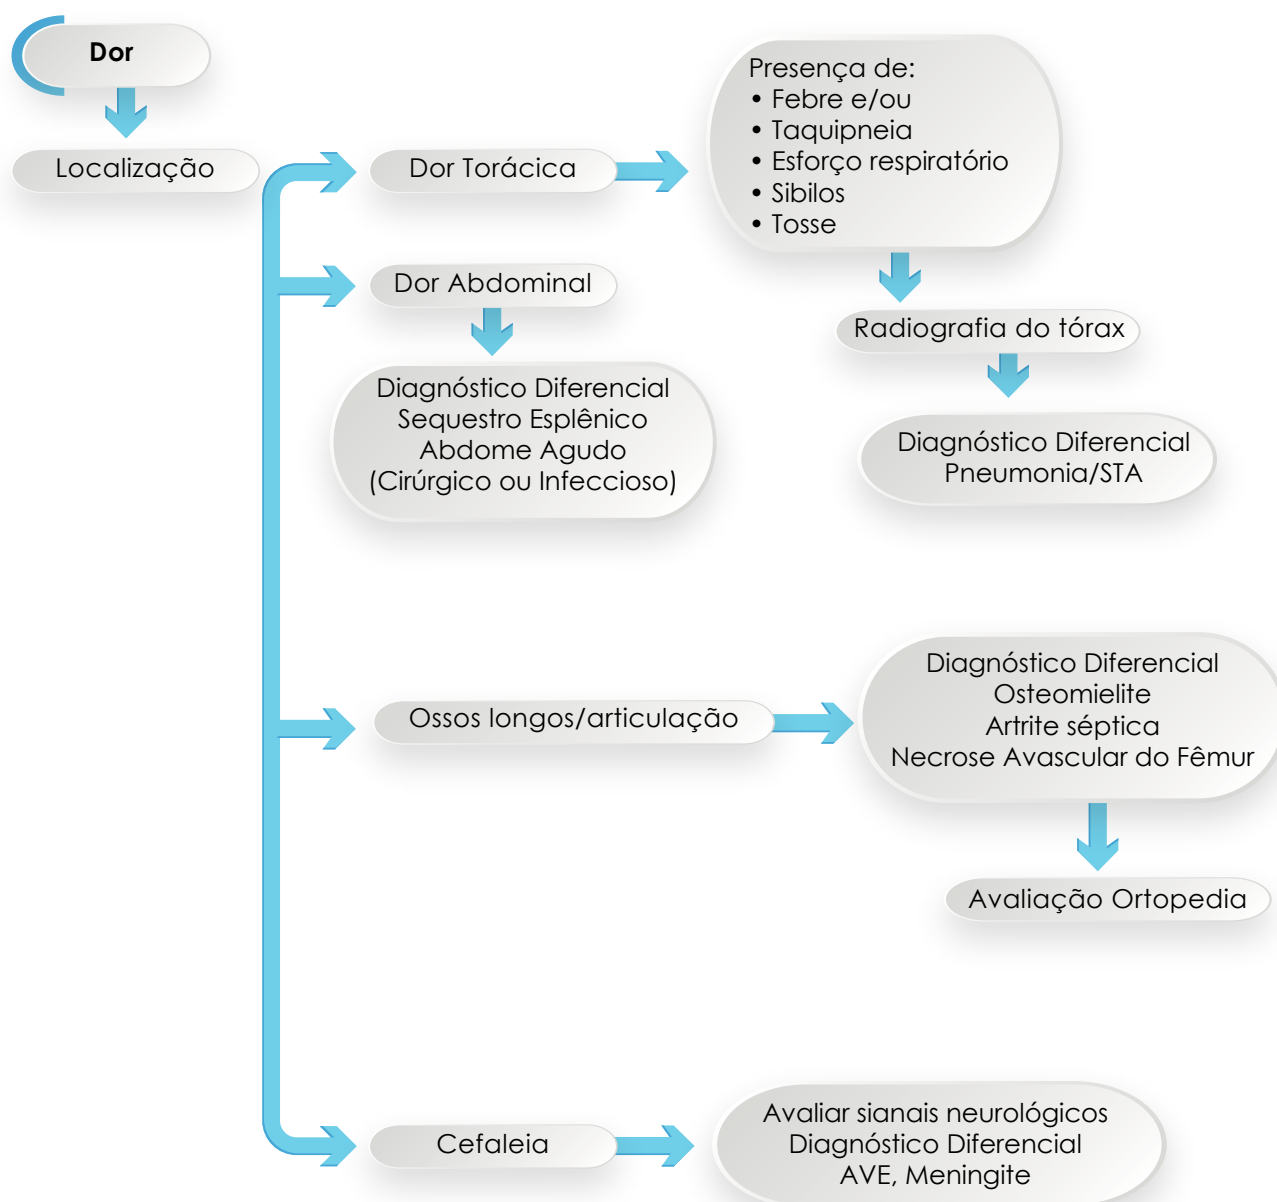 Dor
Localização
Dor Torácica
Presença de:
• Febre e/ou
• Taquipneia
• Esforço respiratório
• Sibilos
• Tosse
Radiografia do tórax
Diagnóstico Diferencial
Pneumonia/STA
Dor Abdominal
Diagnóstico Diferencial
Sequestro Esplênico
Abdome Agudo
(Cirúrgico ou Infeccioso)
Ossos longos/articulação
Diagnóstico Diferencial
Osteomielite
Artrite séptica
Necrose Avascular do Fêmur
Avaliação Ortopedia
Cefaleia
Avaliar sianais neurológicos
Diagnóstico Diferencial
AVE, Meningite